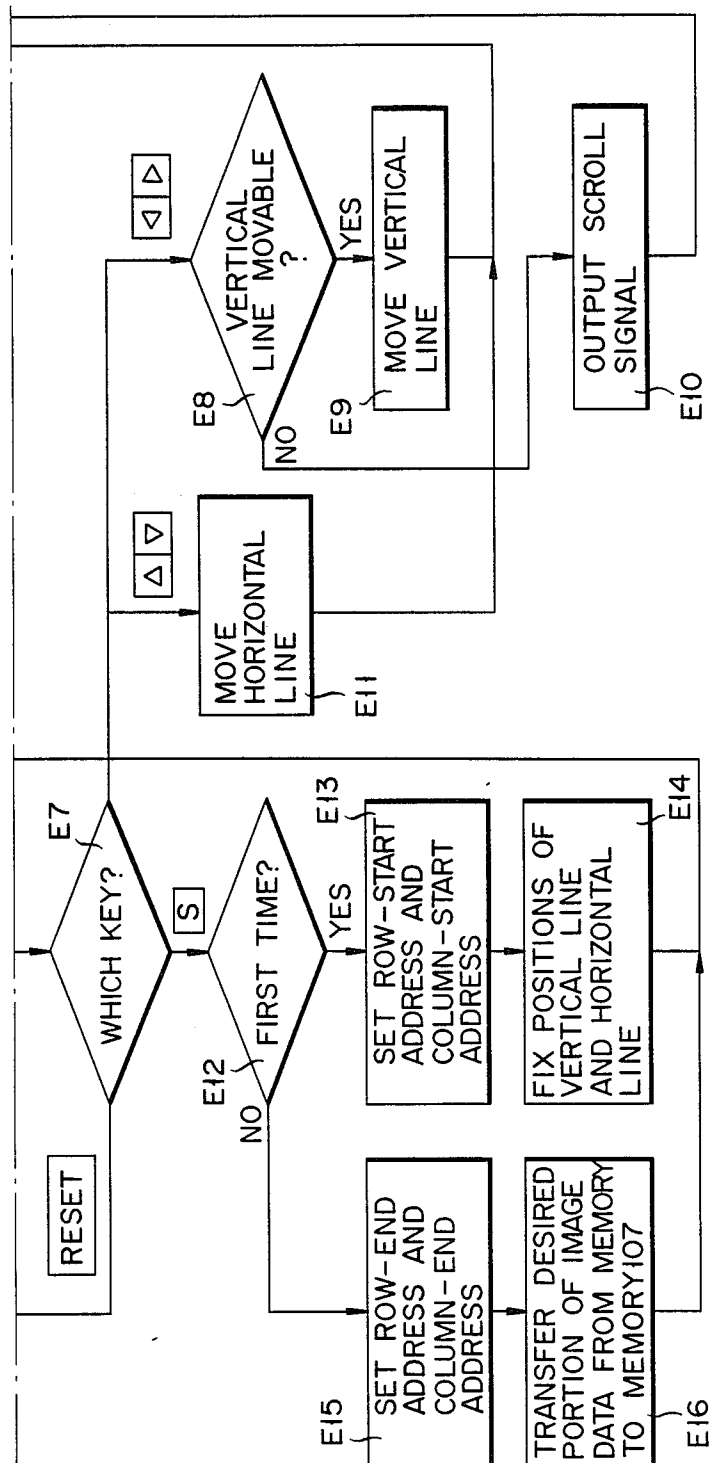 RESET
WHICH KEY?
E7
S
FIRST TIME?
E12
NO
YES
SET ROW-START
ADDRESS AND
COLUMN-START
ADDRESS
E13
FIX POSITIONS OF
VERTICAL LINE
AND HORIZONTAL
LINE
E14
SET ROW-END
ADDRESS AND
COLUMN-END
ADDRESS
E15
TRANSFER DESIRED
PORTION OF IMAGE
DATA FROM MEMORY
TO MEMORY107
E16
△ ▽
MOVE
HORIZONTAL
LINE
E11
◁ ▷
VERTICAL
LINE MOVABLE
?
E8
NO
YES
MOVE VERTICAL
LINE
E9
OUTPUT SCROLL
SIGNAL
E10